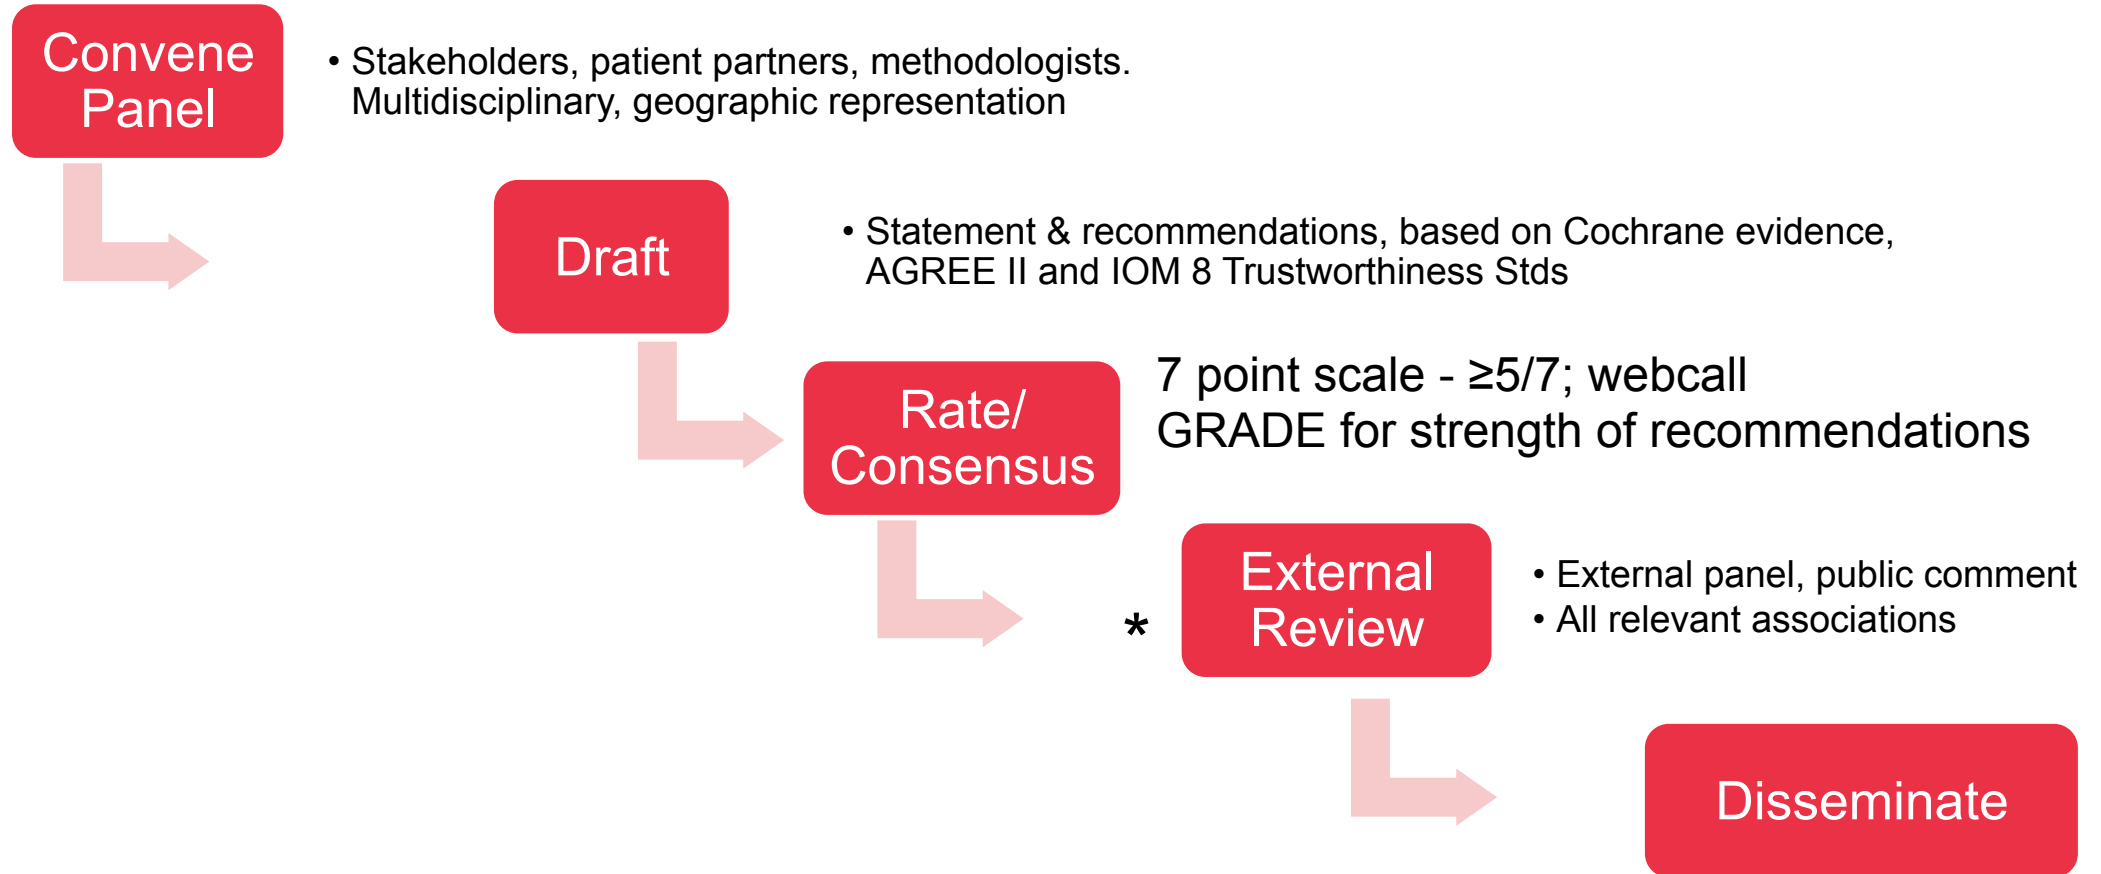 Convene
Panel
• Stakeholders, patient partners, methodologists.
Multidisciplinary, geographic representation
Draft
• Statement & recommendations, based on Cochrane evidence,
AGREE II and IOM 8 Trustworthiness Stds
Rate/
Consensus
7 point scale - ≥5/7; webcall
GRADE for strength of recommendations
*
External
Review
• External panel, public comment
• All relevant associations
Disseminate